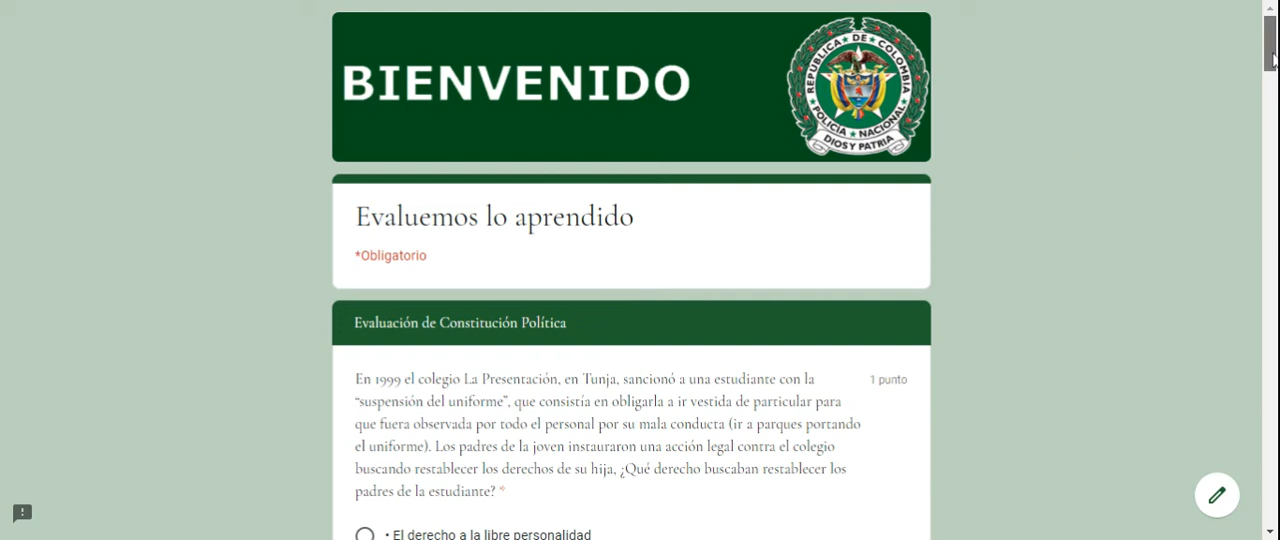 BIENVENIDO
REPUBLICA DE COLOMBIA
POLICIA NACIONAL
DIOS Y PATRIA
Evaluemos lo aprendido
*Obligatorio
Evaluación de Constitución Política
En 1999 el colegio La Presentación, en Tunja, sancionó a una estudiante con la
1 punto
“suspensión del uniforme”, que consistía en obligarla a ir vestida de particular para
que fuera observada por todo el personal por su mala conducta (ir a parques portando
el uniforme). Los padres de la joven instauraron una acción legal contra el colegio
buscando restablecer los derechos de su hija, ¿Qué derecho buscaban restablecer los
padres de la estudiante? *
• El derecho a la libre personalidad